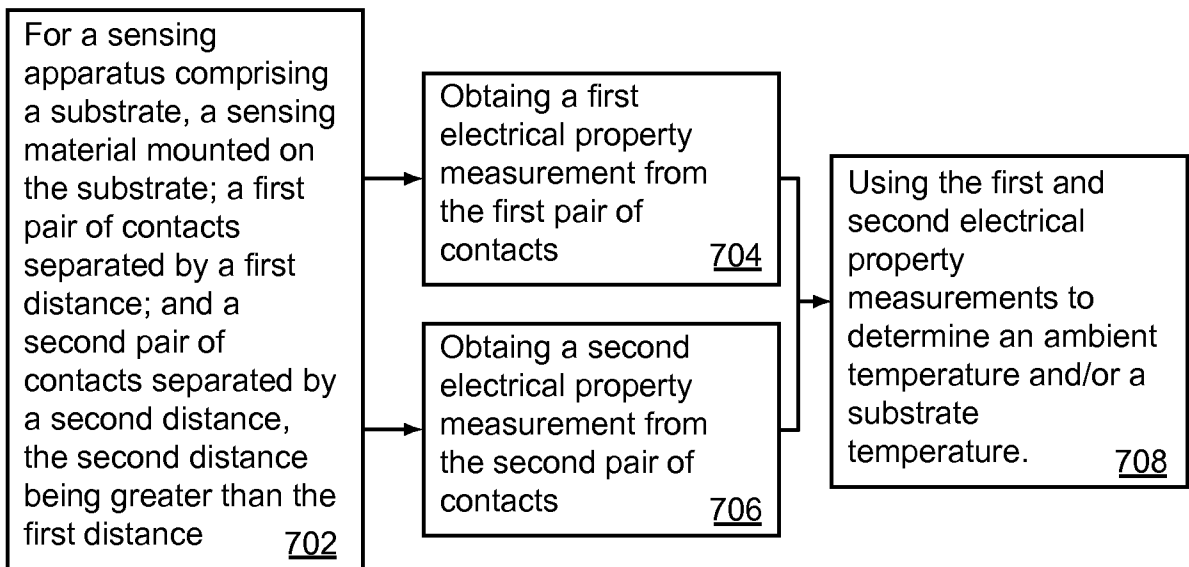 For a sensing
apparatus comprising
a substrate, a sensing
material mounted on
the substrate; a first
pair of contacts
separated by a first
distance; and a
second pair of
contacts separated by
a second distance,
the second distance
being greater than the
first distance 702
Obtaing a first
electrical property
measurement from
the first pair of
contacts 704
Obtaing a second
electrical property
measurement from
the second pair of
contacts 706
Using the first and
second electrical
property
measurements to
determine an ambient
temperature and/or a
substrate
temperature. 708